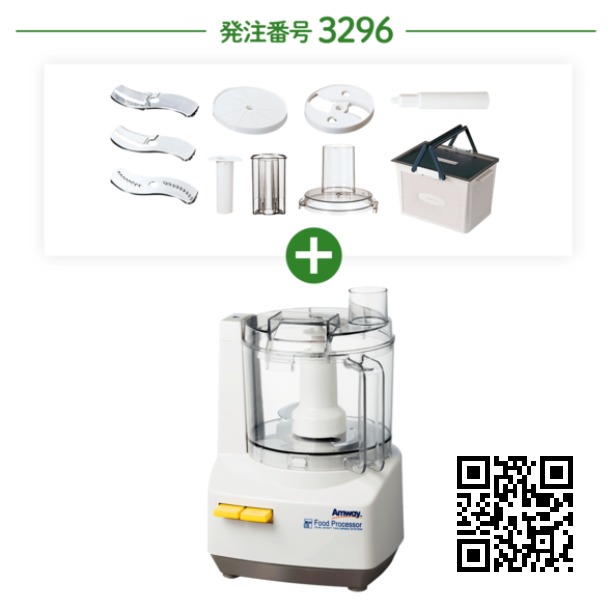 発注番号 3296
Amway
Food Processor